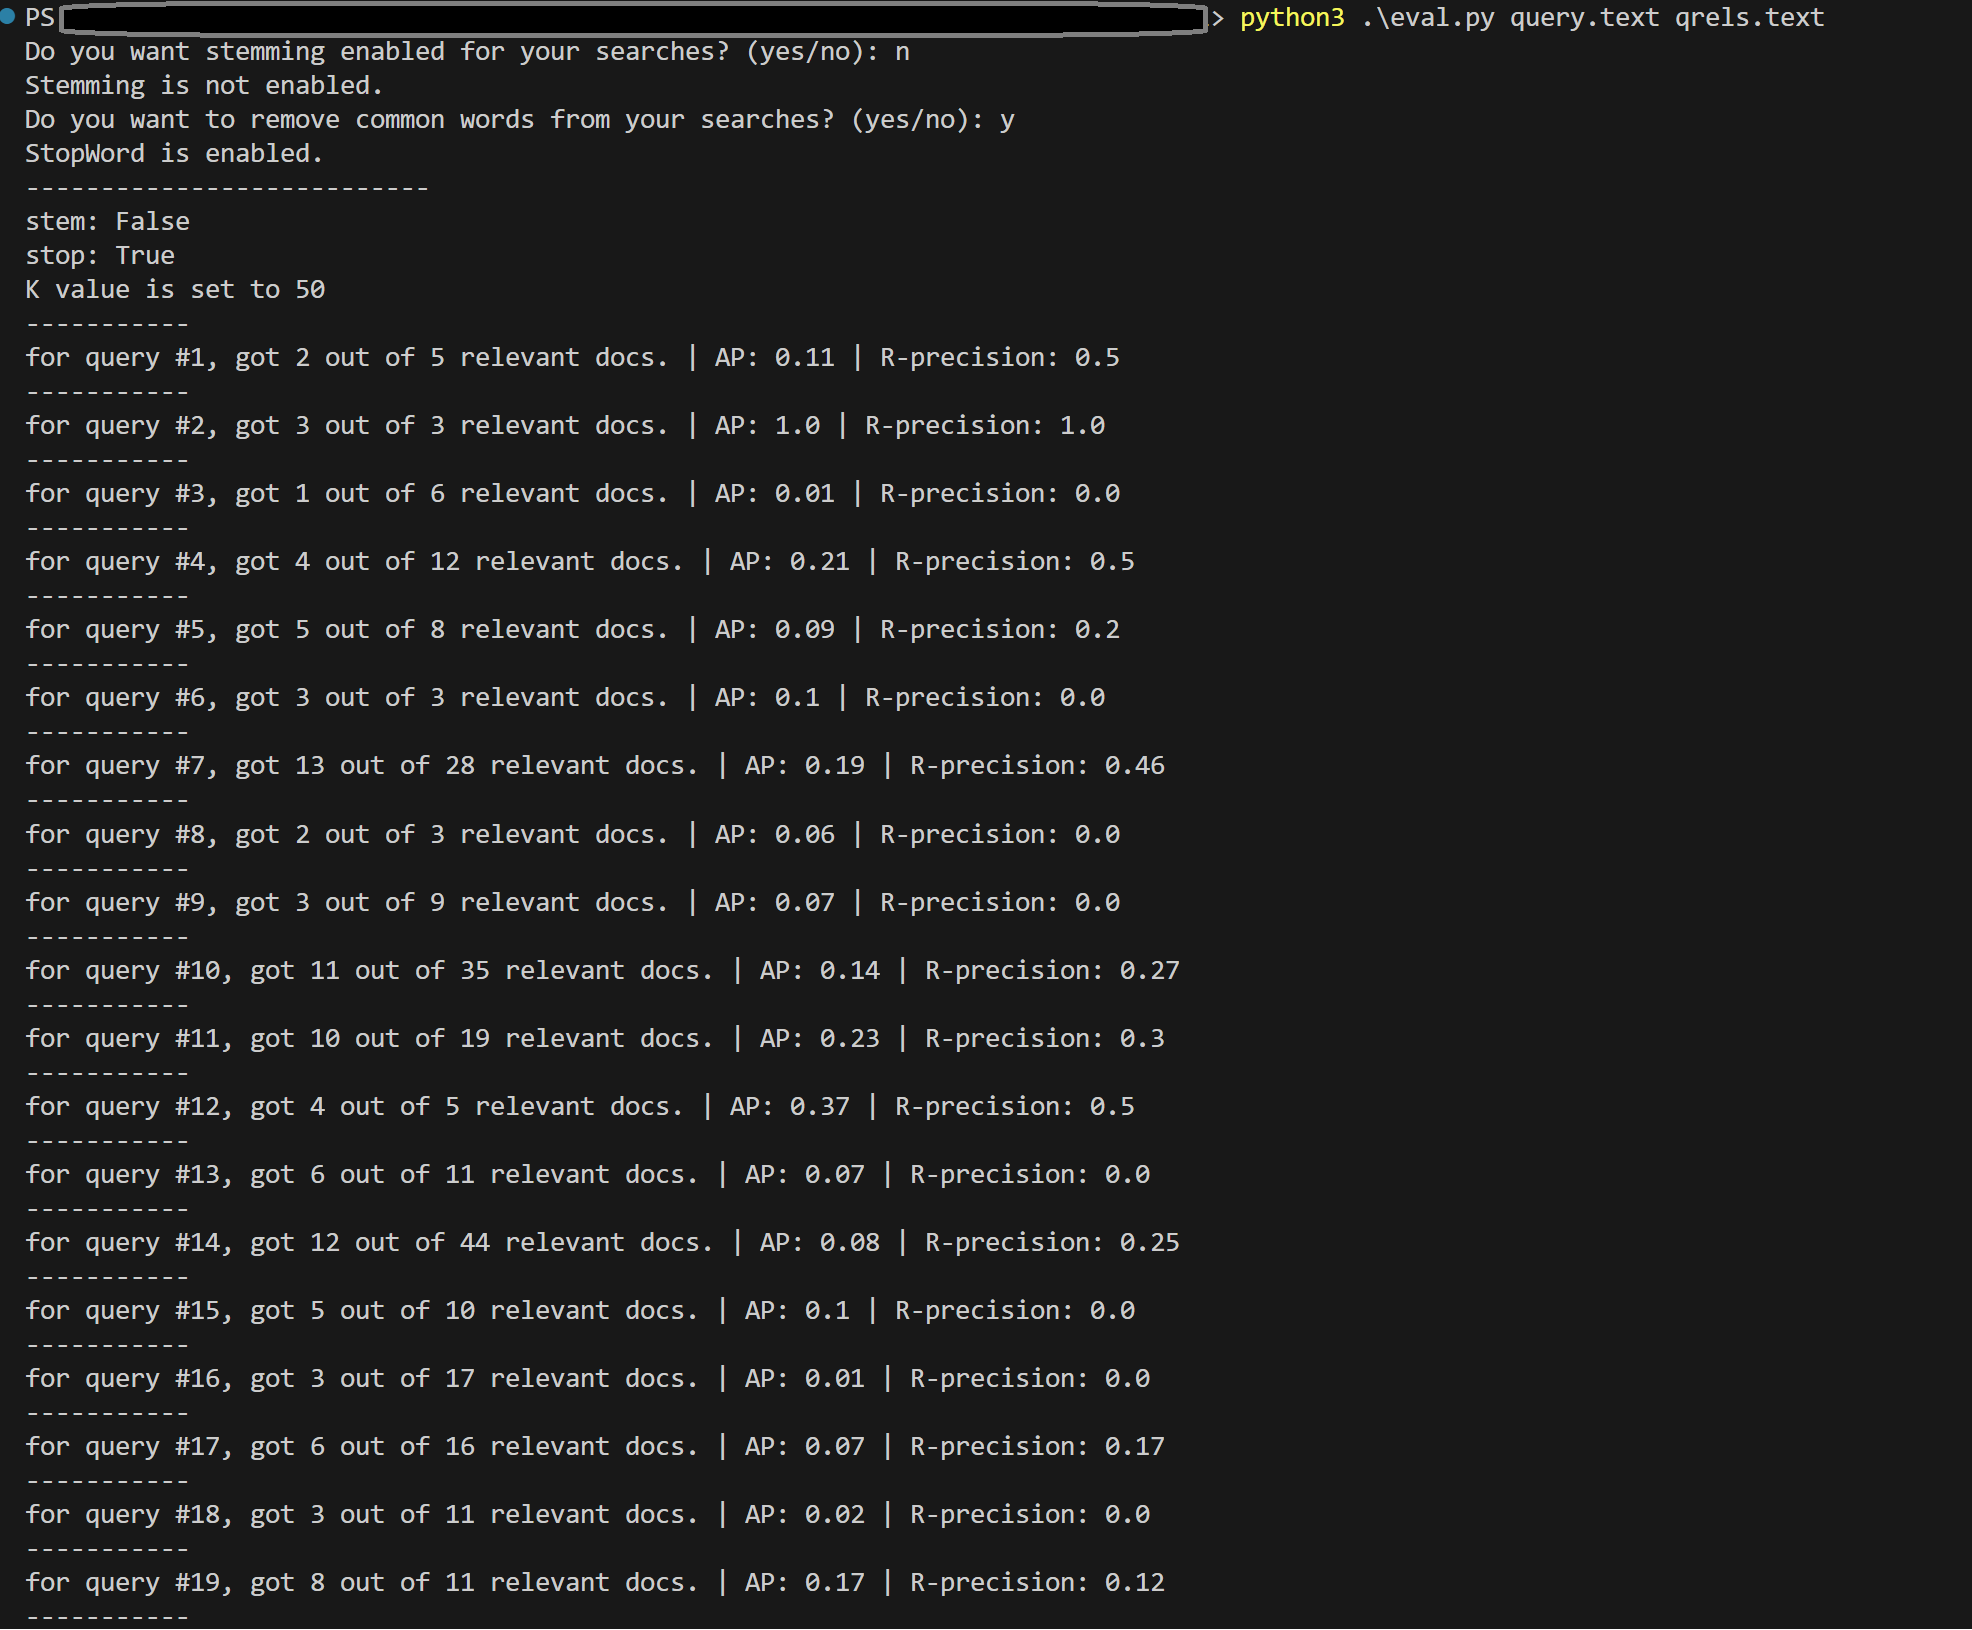 PS > python3 .\eval.py query.text qrels.text
Do you want stemming enabled for your searches? (yes/no): n
Stemming is not enabled.
Do you want to remove common words from your searches? (yes/no): y
StopWord is enabled.
---------------------------
stem: False
stop: True
K value is set to 50
-----------
for query #1, got 2 out of 5 relevant docs. | AP: 0.11 | R-precision: 0.5
-----------
for query #2, got 3 out of 3 relevant docs. | AP: 1.0 | R-precision: 1.0
-----------
for query #3, got 1 out of 6 relevant docs. | AP: 0.01 | R-precision: 0.0
-----------
for query #4, got 4 out of 12 relevant docs. | AP: 0.21 | R-precision: 0.5
-----------
for query #5, got 5 out of 8 relevant docs. | AP: 0.09 | R-precision: 0.2
-----------
for query #6, got 3 out of 3 relevant docs. | AP: 0.1 | R-precision: 0.0
-----------
for query #7, got 13 out of 28 relevant docs. | AP: 0.19 | R-precision: 0.46
-----------
for query #8, got 2 out of 3 relevant docs. | AP: 0.06 | R-precision: 0.0
-----------
for query #9, got 3 out of 9 relevant docs. | AP: 0.07 | R-precision: 0.0
-----------
for query #10, got 11 out of 35 relevant docs. | AP: 0.14 | R-precision: 0.27
-----------
for query #11, got 10 out of 19 relevant docs. | AP: 0.23 | R-precision: 0.3
-----------
for query #12, got 4 out of 5 relevant docs. | AP: 0.37 | R-precision: 0.5
-----------
for query #13, got 6 out of 11 relevant docs. | AP: 0.07 | R-precision: 0.0
-----------
for query #14, got 12 out of 44 relevant docs. | AP: 0.08 | R-precision: 0.25
-----------
for query #15, got 5 out of 10 relevant docs. | AP: 0.1 | R-precision: 0.0
-----------
for query #16, got 3 out of 17 relevant docs. | AP: 0.01 | R-precision: 0.0
-----------
for query #17, got 6 out of 16 relevant docs. | AP: 0.07 | R-precision: 0.17
-----------
for query #18, got 3 out of 11 relevant docs. | AP: 0.02 | R-precision: 0.0
-----------
for query #19, got 8 out of 11 relevant docs. | AP: 0.17 | R-precision: 0.12
-----------